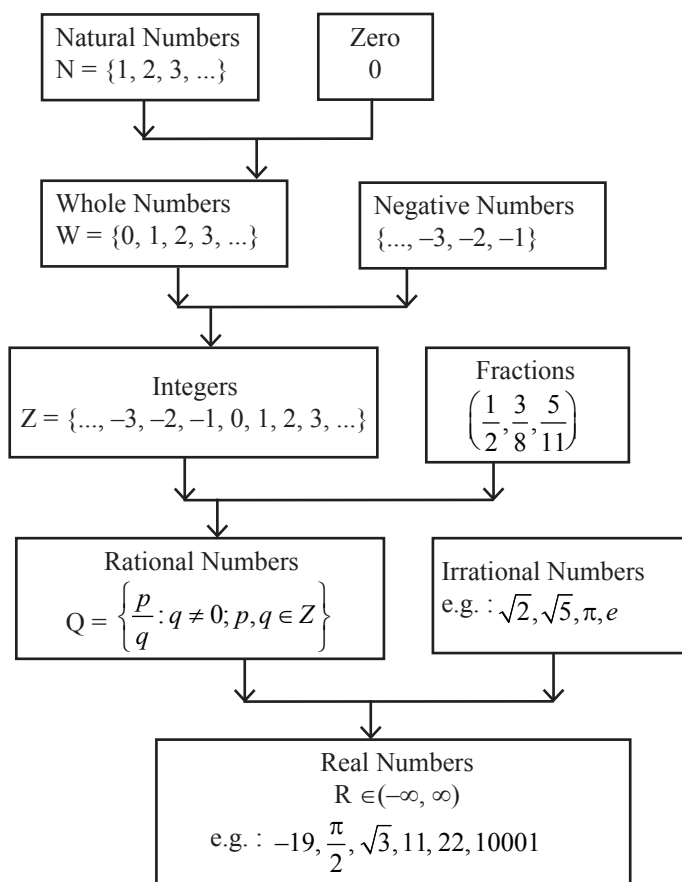 Natural Numbers
N = {1, 2, 3, ...}
Zero
0
Whole Numbers
W = {0, 1, 2, 3, ...}
Negative Numbers
{..., –3, –2, –1}
Integers
Z = {..., –3, –2, –1, 0, 1, 2, 3, ...}
Fractions
(1/2, 3/8, 5/11)
Rational Numbers
Q = {p/q : q ≠ 0; p, q ∈ Z}
Irrational Numbers
e.g. : √2, √5, π, e
Real Numbers
R ∈(–∞, ∞)
e.g. : –19, π/2, √3, 11, 22, 10001